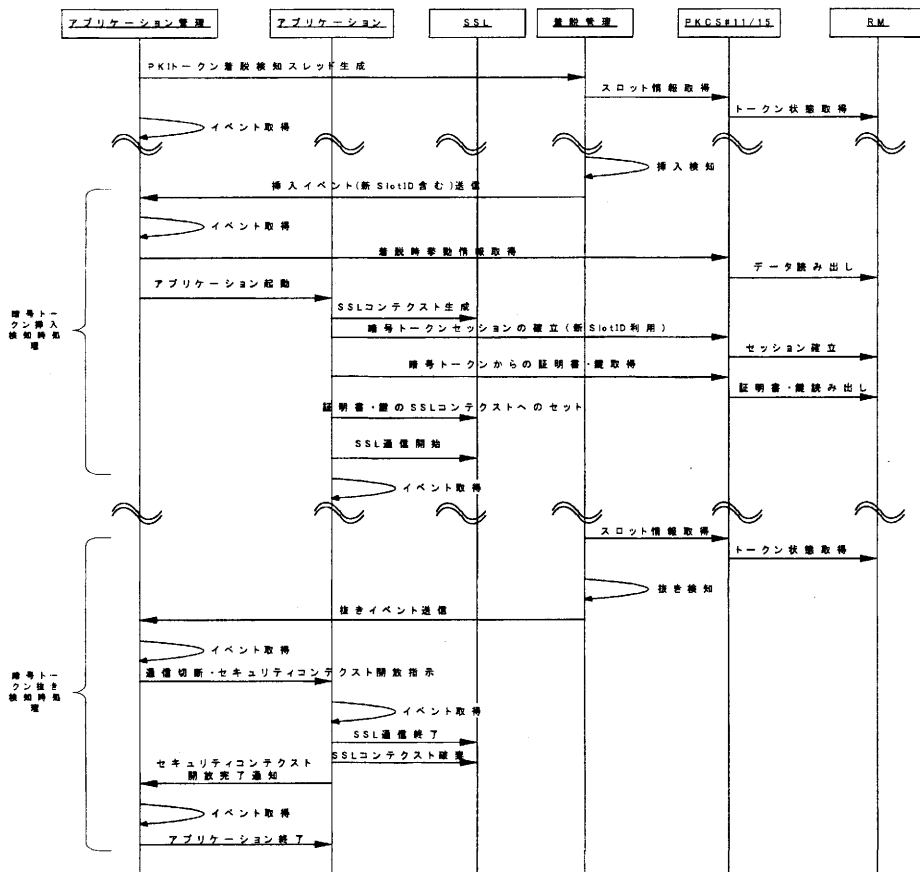 アプリケーション管理
アプリケーション
SSL
着脱管理
PKCS#11/15
RM
PKIトークン着脱検知スレッド生成
スロット情報取得
トークン状態取得
イベント取得
挿入検知
挿入イベント(新SlotID含む)送信
イベント取得
着脱時挙動情報取得
データ読み出し
アプリケーション起動
SSLコンテクスト生成
暗号トークンセッションの確立(新SlotID利用)
セッション確立
暗号トークンからの証明書・鍵取得
証明書・鍵読み出し
証明書・鍵のSSLコンテクストへのセット
SSL通信開始
イベント取得
暗号トー
クン挿入
検知時処
理
スロット情報取得
トークン状態取得
抜き検知
抜きイベント送信
イベント取得
通信切断・セキュリティコンテクスト開放指示
イベント取得
SSL通信終了
SSLコンテクスト破棄
セキュリティコンテクスト
開放完了通知
イベント取得
アプリケーション終了
暗号トー
クン抜き
検知時処
理